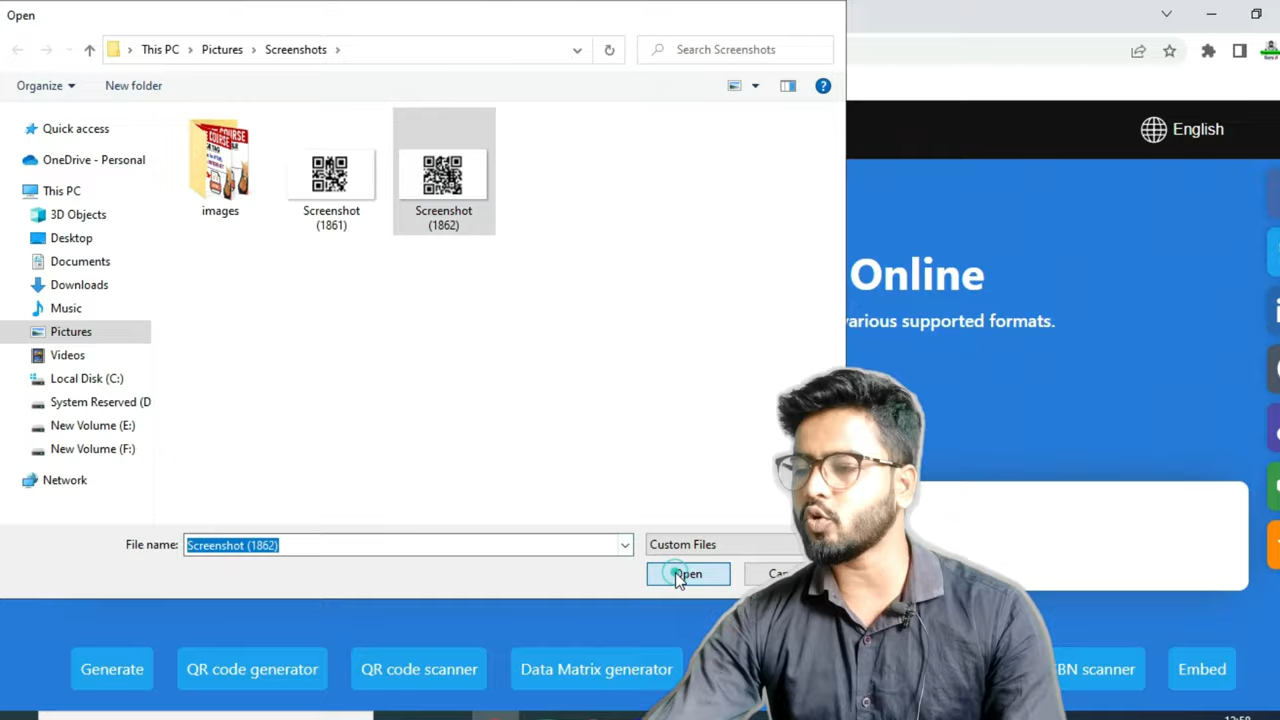 Open
This PC
Pictures
Screenshots
Search Screenshots
Organize
New folder
English
Quick access
OneDrive - Personal
This PC
3D Objects
Desktop
Documents
Downloads
Music
Pictures
Videos
Local Disk (C:)
System Reserved (D
New Volume (E:)
New Volume (F:)
Network
images
Screenshot
(1861)
Screenshot
(1862)
Online
various supported formats.
File name:
Screenshot (1862)
Custom Files
Open
Generate
QR code generator
QR code scanner
Data Matrix generator
BN scanner
Embed